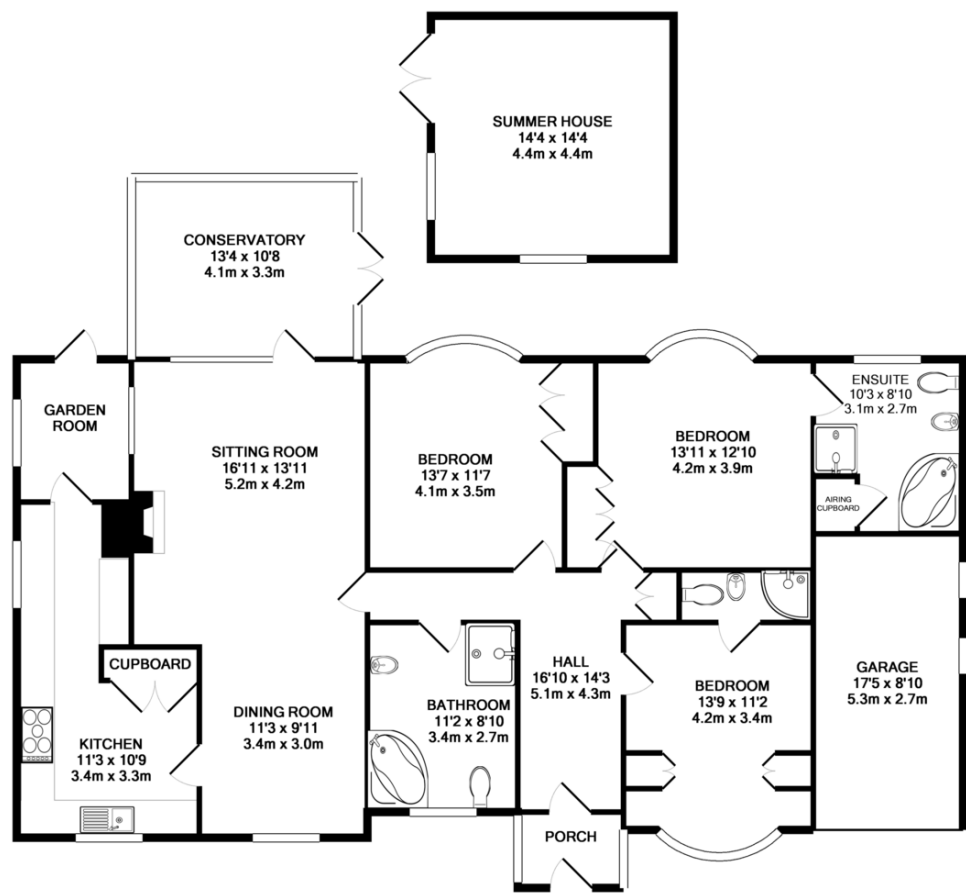 SUMMER HOUSE
14'4 x 14'4
4.4m x 4.4m
CONSERVATORY
13'4 x 10'8
4.1m x 3.3m
GARDEN
ROOM
SITTING ROOM
16'11 x 13'11
5.2m x 4.2m
BEDROOM
13'7 x 11'7
4.1m x 3.5m
BEDROOM
13'11 x 12'10
4.2m x 3.9m
ENSUITE
10'3 x 8'10
3.1m x 2.7m
AIRING
CUPBOARD
CUPBOARD
KITCHEN
11'3 x 10'9
3.4m x 3.3m
DINING ROOM
11'3 x 9'11
3.4m x 3.0m
BATHROOM
11'2 x 8'10
3.4m x 2.7m
HALL
16'10 x 14'3
5.1m x 4.3m
BEDROOM
13'9 x 11'2
4.2m x 3.4m
GARAGE
17'5 x 8'10
5.3m x 2.7m
PORCH